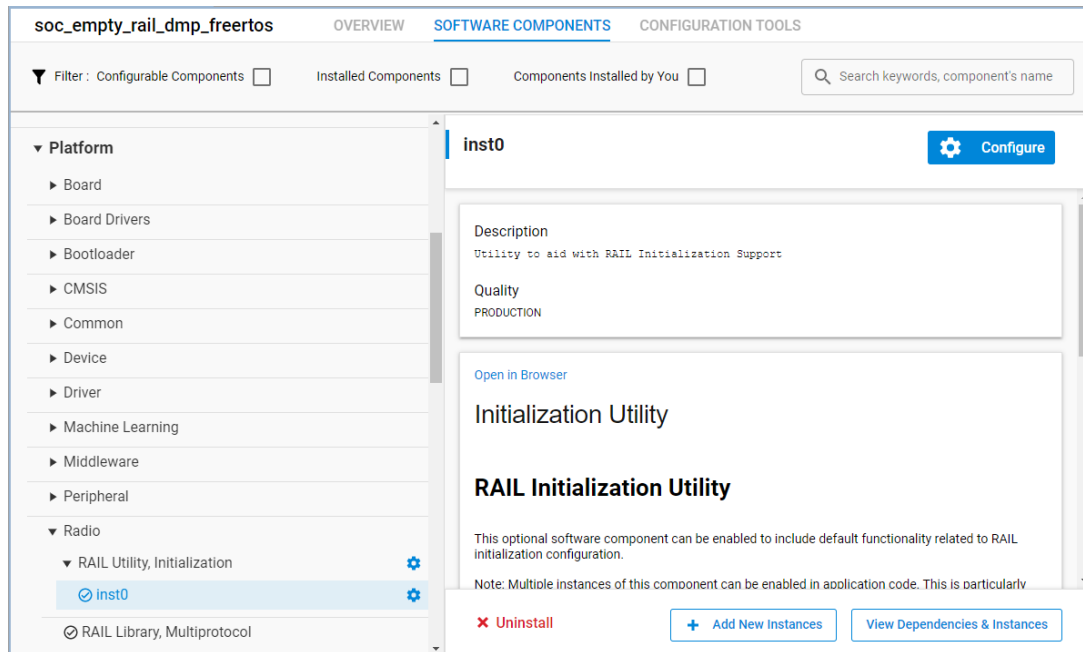 soc_empty_rail_dmp_freertos OVERVIEW SOFTWARE COMPONENTS CONFIGURATION TOOLS
Filter : Configurable Components Installed Components Components Installed by You Search keywords, component's name
Platform
Board
Board Drivers
Bootloader
CMSIS
Common
Device
Driver
Machine Learning
Middleware
Peripheral
Radio
RAIL Utility, Initialization
inst0
RAIL Library, Multiprotocol
inst0 Configure
Description
Utility to aid with RAIL Initialization Support
Quality
PRODUCTION
Open in Browser
Initialization Utility
RAIL Initialization Utility
This optional software component can be enabled to include default functionality related to RAIL
initialization configuration.
Note: Multiple instances of this component can be enabled in application code. This is particularly
Uninstall Add New Instances View Dependencies & Instances